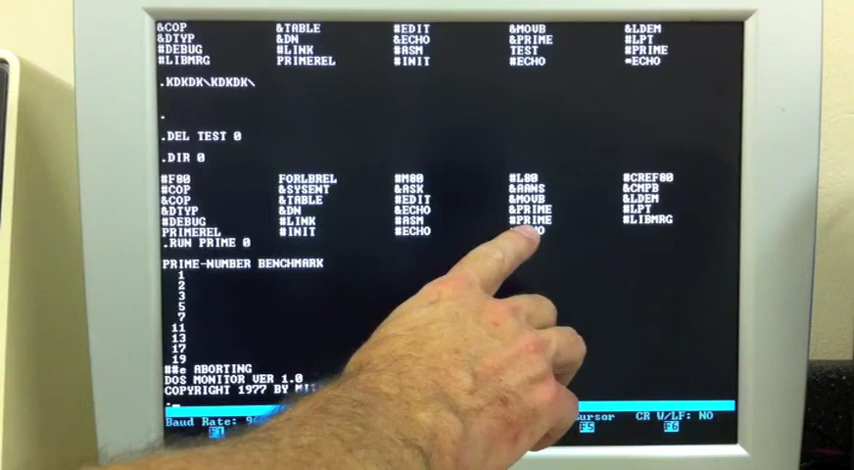 &COP &TABLE #EDIT &MOVB &LDEM
&DTYP &DN &ECHO &PRIME #LPT
#DEBUG #LINK #ASM TEST #PRIME
#LIBMRG PRIMEREL #INIT #ECHO *ECHO
.KDKDK\KDKDK\
.
.DEL TEST 0
.DIR 0
#F80 FORLBREL #M80 #L80 #CREF80
#COP &SYSENT &ASK &AANS &CMPB
&COP &TABLE #EDIT &MOVB &LDEM
&DTYP &DN &ECHO &PRIME #LPT
#DEBUG #LINK #ASM #PRIME #LIBMRG
PRIMEREL #INIT #ECHO
.RUN PRIME 0
PRIME-NUMBER BENCHMARK
1
2
3
5
7
11
13
17
19
##e ABORTING
DOS MONITOR VER 1.0
COPYRIGHT 1977 BY
._
Baud Rate: CR W/LF: NO
F1 F5 F6